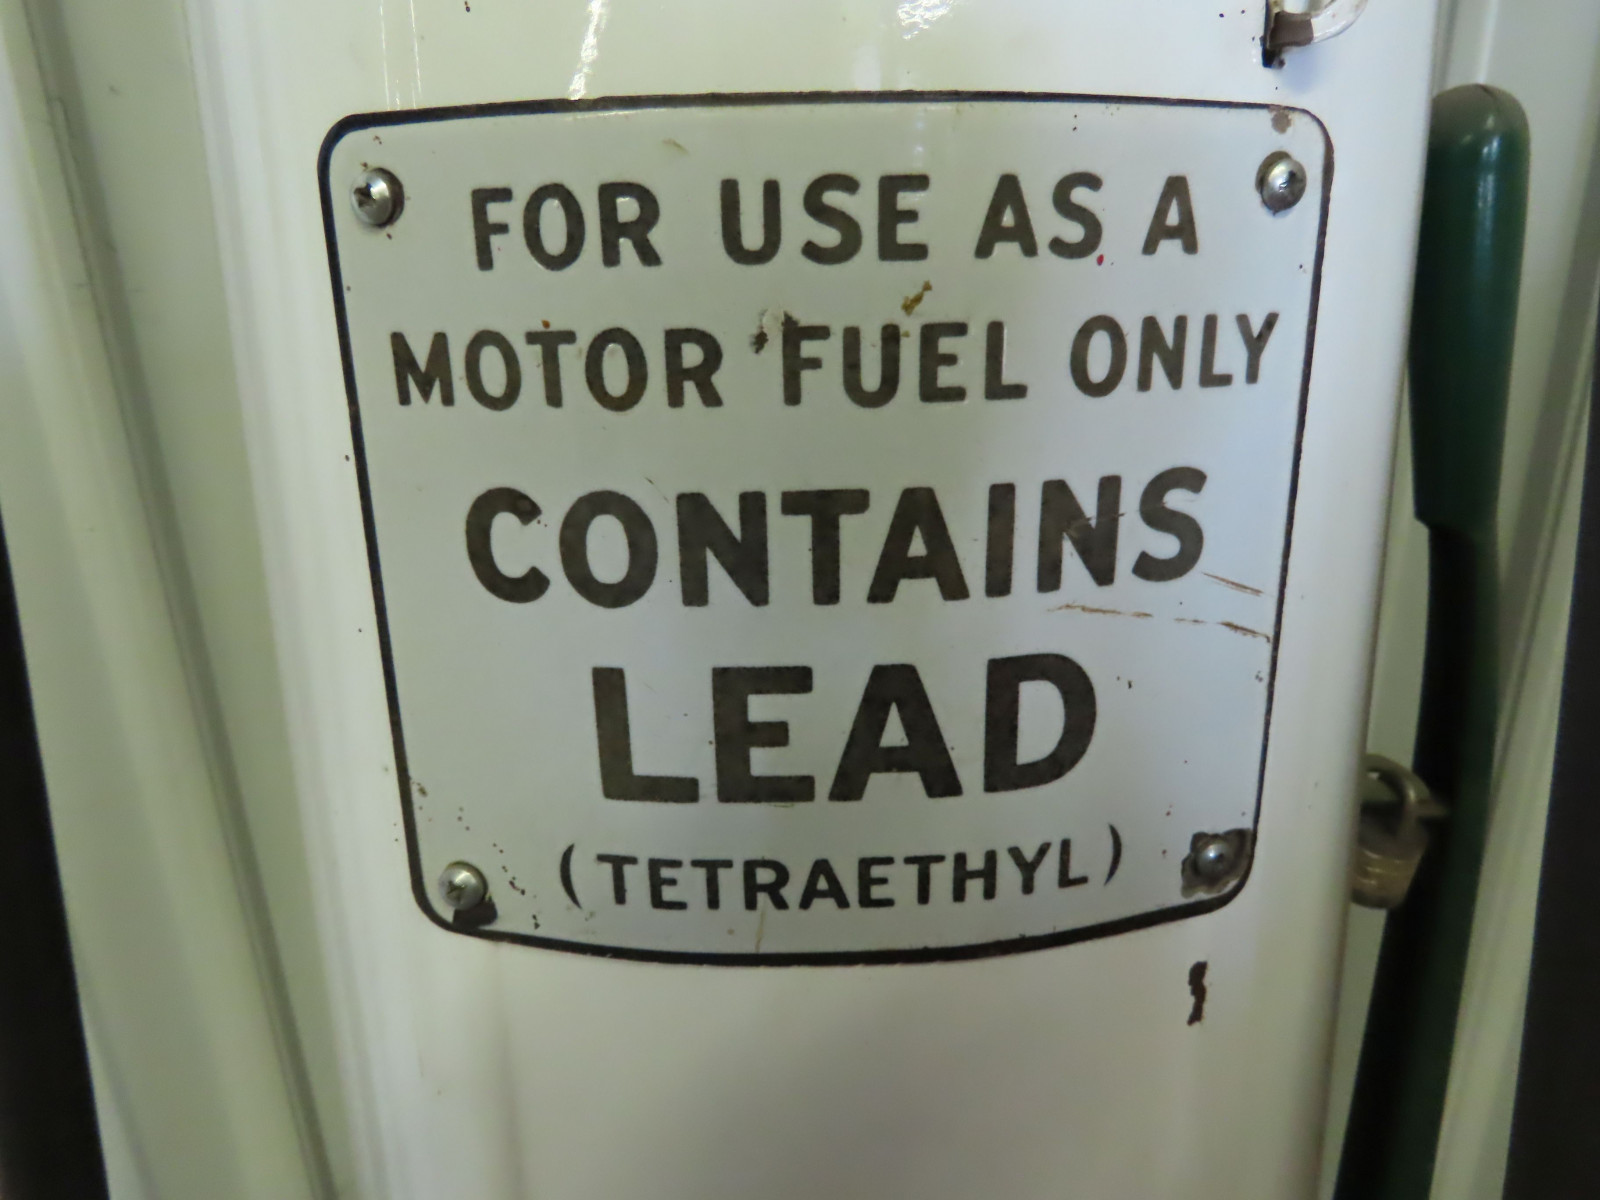 FOR USE AS A
MOTOR FUEL ONLY
CONTAINS
LEAD
(TETRAETHYL)